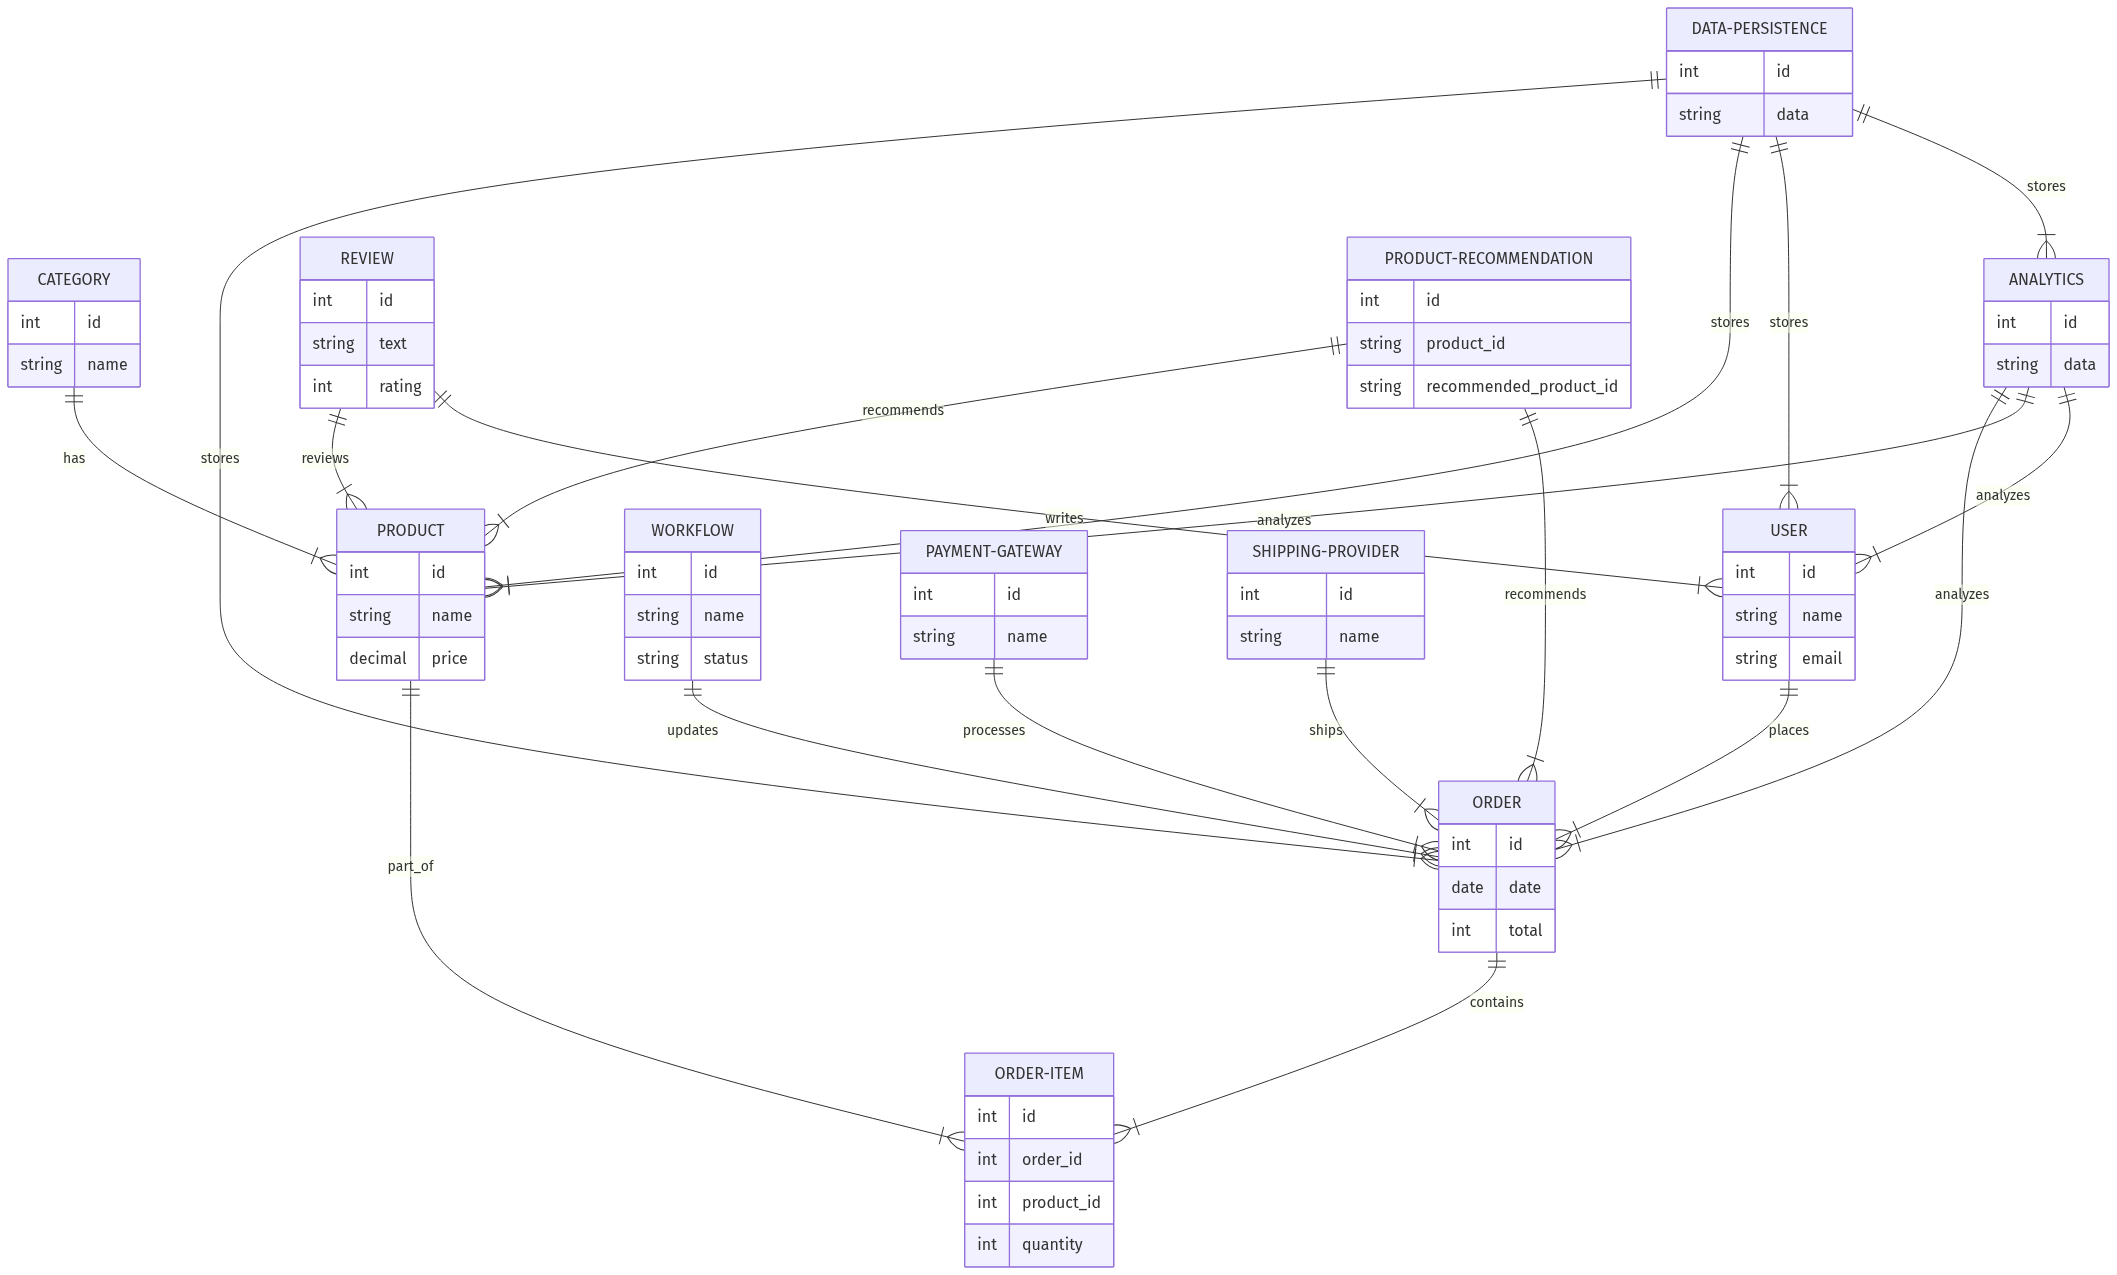 DATA-PERSISTENCE
int id
string data
stores
CATEGORY
int id
string name
REVIEW
int id
string text
int rating
PRODUCT-RECOMMENDATION
int id
string product_id
string recommended_product_id
ANALYTICS
int id
string data
stores
stores
recommends
has
stores
reviews
analyzes
writes
analyzes
PRODUCT
int id
string name
decimal price
WORKFLOW
int id
string name
string status
PAYMENT-GATEWAY
int id
string name
SHIPPING-PROVIDER
int id
string name
recommends
USER
int id
string name
string email
analyzes
updates
processes
ships
places
ORDER
int id
date date
int total
part_of
contains
ORDER-ITEM
int id
int order_id
int product_id
int quantity